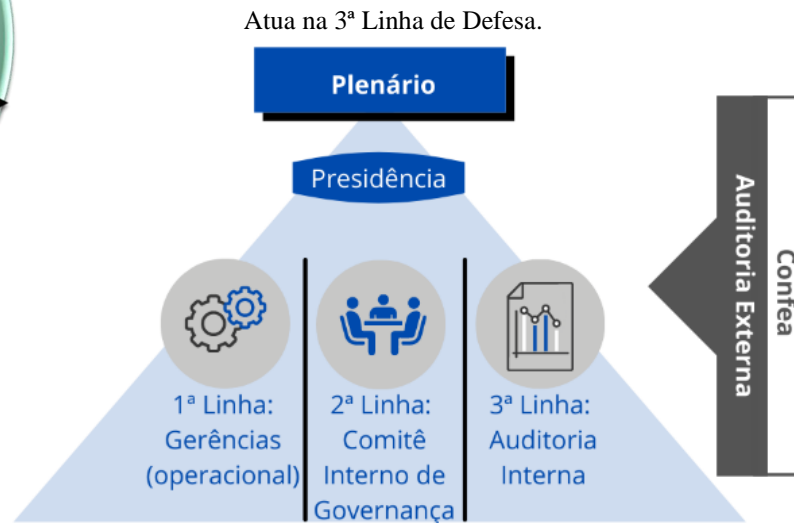 Atua na 3ª Linha de Defesa.
Plenário
Presidência
1ª Linha:
Gerências
(operacional)
2ª Linha:
Comitê
Interno de
Governança
3ª Linha:
Auditoria
Interna
Auditoria Externa
Confea